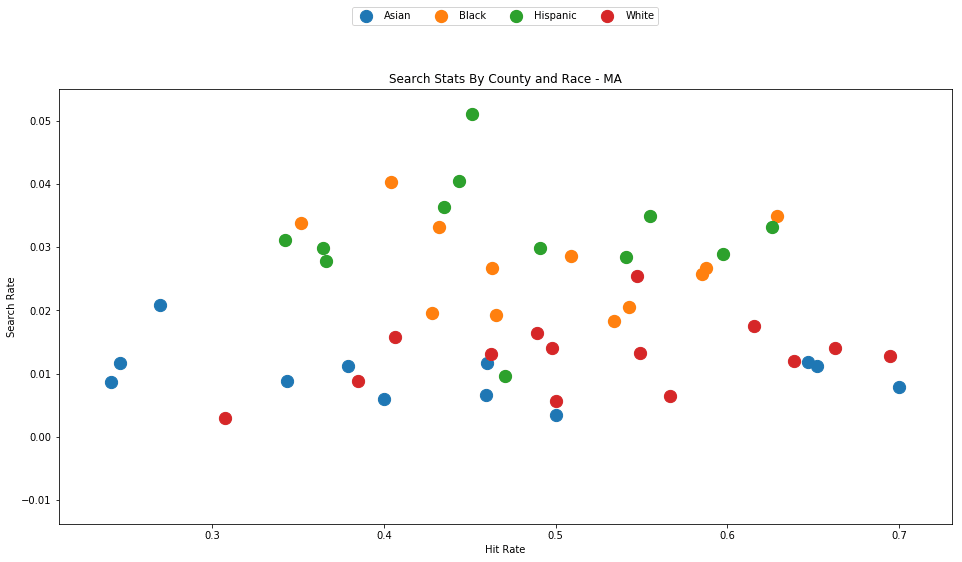 Asian Black Hispanic White
Search Stats By County and Race - MA
0.05
0.04
0.03
0.02
0.01
0.00
−0.01
Search Rate
0.3 0.4 0.5 0.6 0.7
Hit Rate